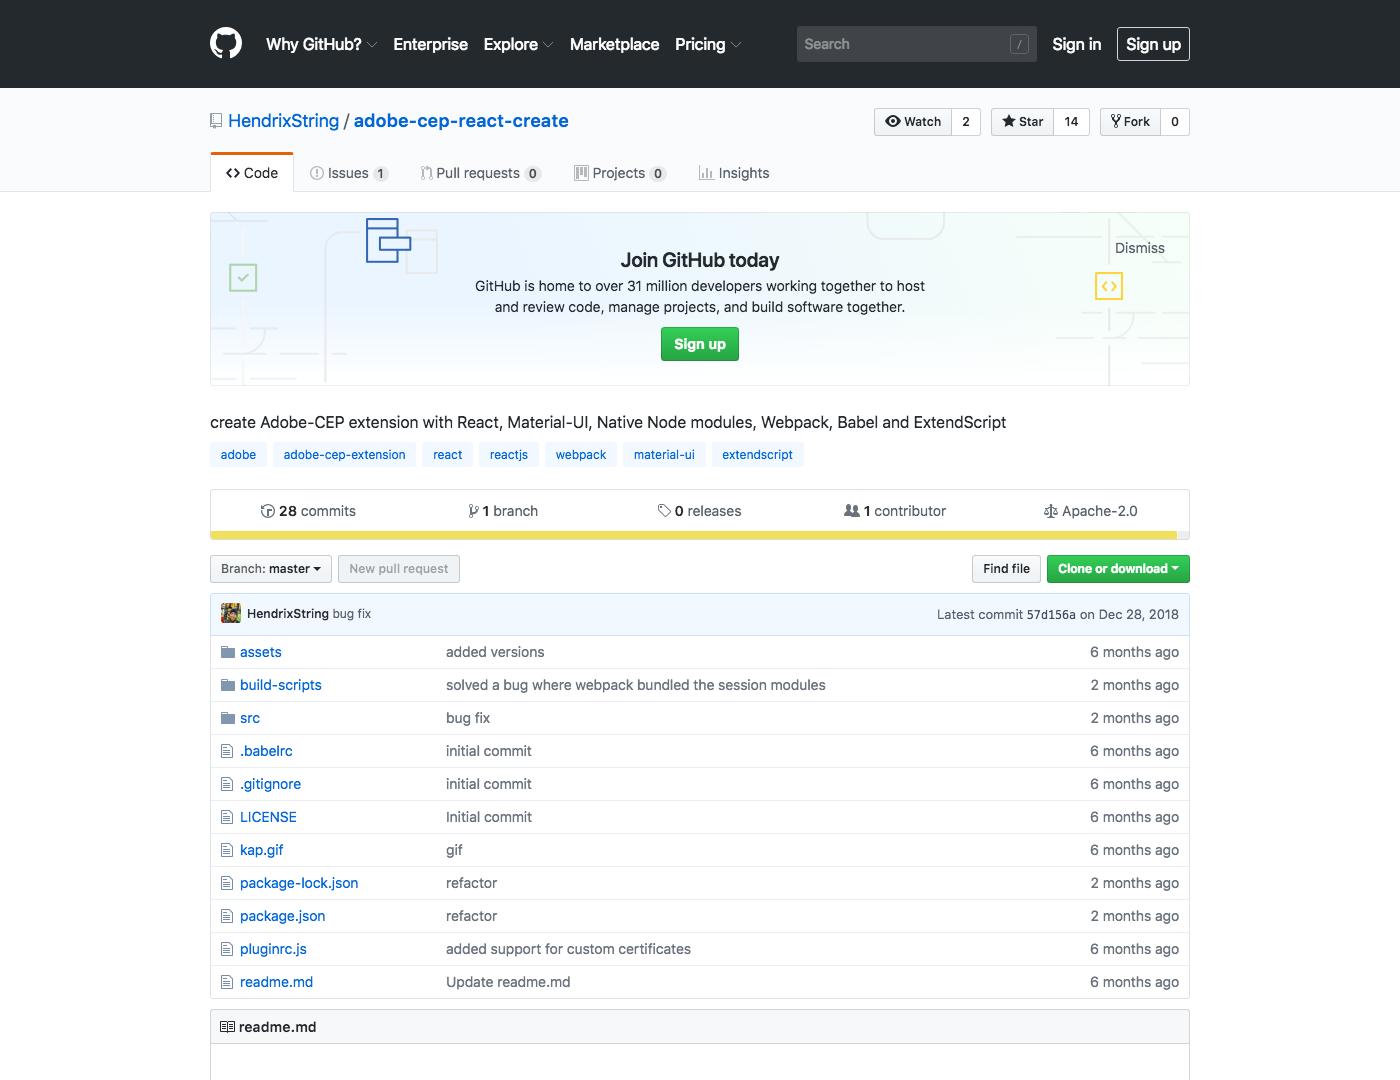 Why GitHub? Enterprise Explore Marketplace Pricing Search / Sign in Sign up
HendrixString / adobe-cep-react-create Watch 2 Star 14 Fork 0
Code Issues 1 Pull requests 0 Projects 0 Insights
Dismiss
Join GitHub today
GitHub is home to over 31 million developers working together to host
and review code, manage projects, and build software together.
Sign up
create Adobe-CEP extension with React, Material-UI, Native Node modules, Webpack, Babel and ExtendScript
adobe adobe-cep-extension react reactjs webpack material-ui extendscript
28 commits 1 branch 0 releases 1 contributor Apache-2.0
Branch: master New pull request Find file Clone or download
HendrixString bug fix Latest commit 57d156a on Dec 28, 2018
assets added versions 6 months ago
build-scripts solved a bug where webpack bundled the session modules 2 months ago
src bug fix 2 months ago
.babelrc initial commit 6 months ago
.gitignore initial commit 6 months ago
LICENSE Initial commit 6 months ago
kap.gif gif 6 months ago
package-lock.json refactor 2 months ago
package.json refactor 2 months ago
pluginrc.js added support for custom certificates 6 months ago
readme.md Update readme.md 6 months ago
readme.md